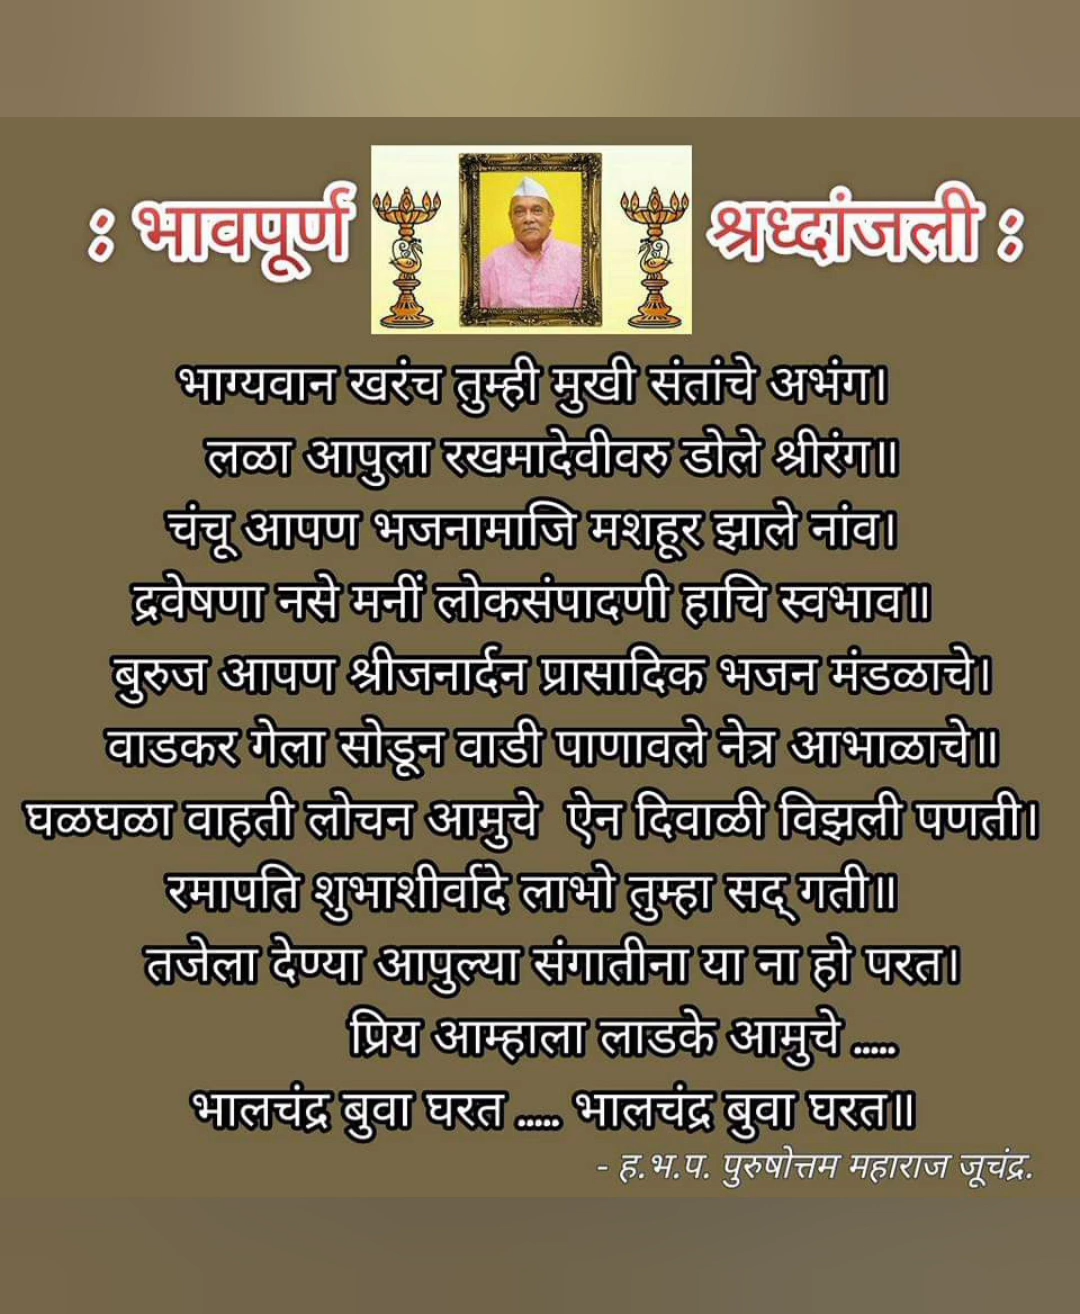 : भावपूर्ण श्रध्दांजली :
भाग्यवान खरंच तुम्ही मुखी संतांचे अभंग।
लळा आपुला रखमादेवीवरु डोले श्रीरंग॥
चंचू आपण भजनामाजि मशहूर झाले नांव।
द्रवेषणा नसे मनीं लोकसंपादणी हाचि स्वभाव॥
बुरुज आपण श्रीजनार्दन प्रासादिक भजन मंडळाचे।
वाडकर गेला सोडून वाडी पाणावले नेत्र आभाळाचे॥
घळघळा वाहती लोचन आमुचे ऐन दिवाळी विझली पणती।
रमापति शुभाशीर्वादे लाभो तुम्हा सद् गती॥
तजेला देण्या आपुल्या संगातीना या ना हो परत।
प्रिय आम्हाला लाडके आमुचे .....
भालचंद्र बुवा घरत ..... भालचंद्र बुवा घरत॥
- ह.भ.प. पुरुषोत्तम महाराज जूचंद्र.